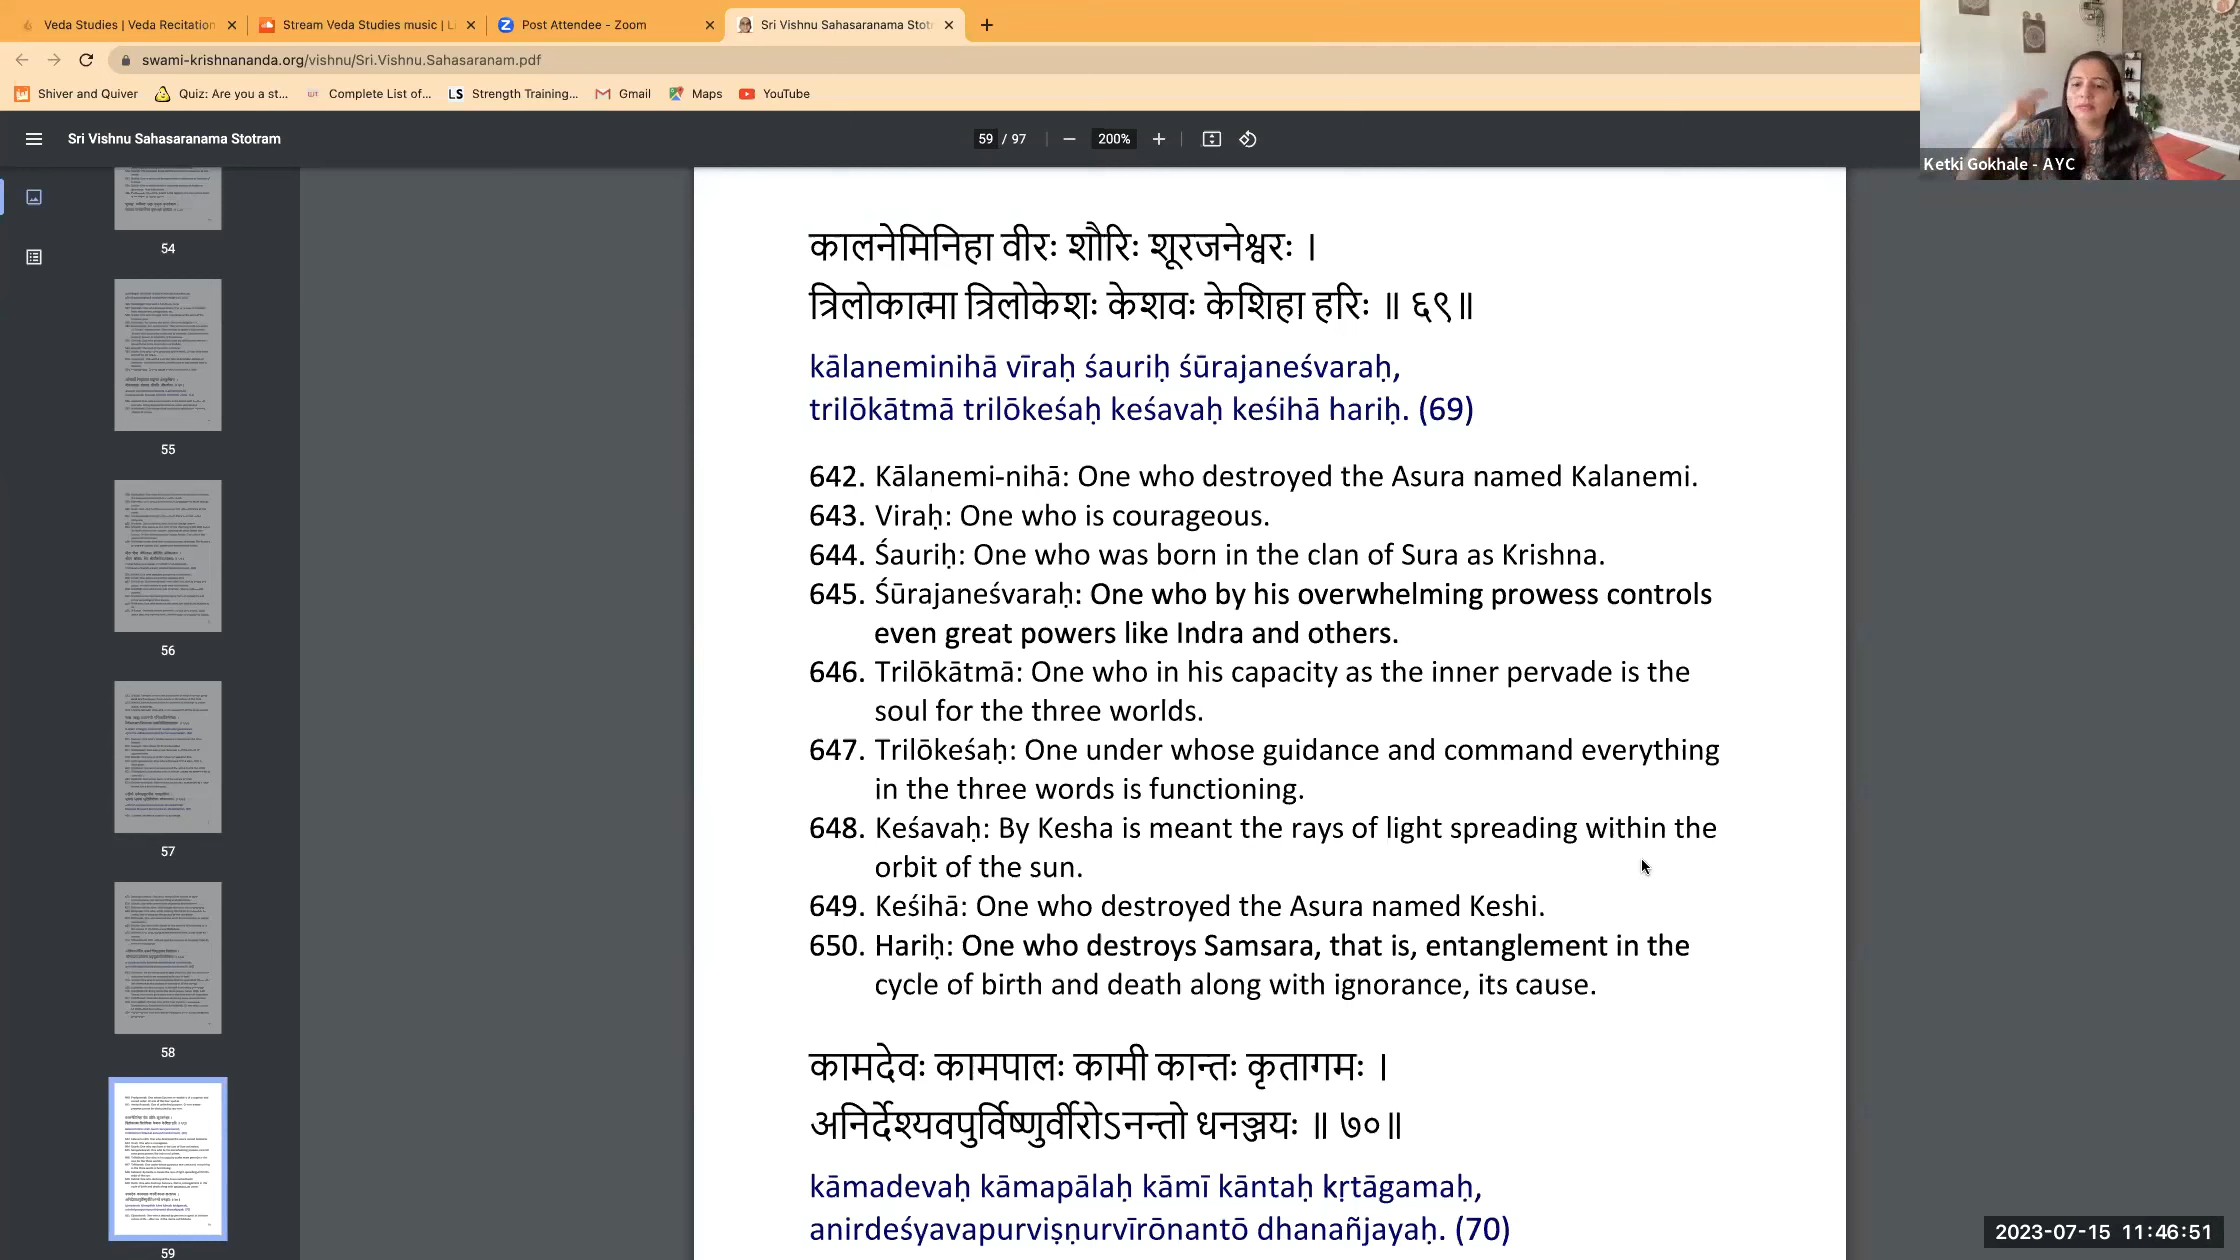 Veda Studies | Veda Recitation
Stream Veda Studies music | Li
Post Attendee - Zoom
Sri Vishnu Sahasaranama Stotr
swami-krishnananda.org/vishnu/Sri.Vishnu.Sahasaranam.pdf
Shiver and Quiver
Quiz: Are you a st...
Complete List of...
LS Strength Training...
Gmail
Maps
YouTube
Ketki Gokhale - AYC
Sri Vishnu Sahasaranama Stotram
59 / 97
200%
54
55
56
57
58
59
कालनेमिनिहा वीरः शौरिः शूरजनेश्वरः ।
त्रिलोकात्मा त्रिलोकेशः केशवः केशिहा हरिः ॥ ६९॥
kālaneminihā vīraḥ śauriḥ śūrajaneśvaraḥ,
trilōkātmā trilōkeśaḥ keśavaḥ keśihā hariḥ. (69)
642. Kālanemi-nihā: One who destroyed the Asura named Kalanemi.
643. Viraḥ: One who is courageous.
644. Śauriḥ: One who was born in the clan of Sura as Krishna.
645. Śūrajaneśvaraḥ: One who by his overwhelming prowess controls
even great powers like Indra and others.
646. Trilōkātmā: One who in his capacity as the inner pervade is the
soul for the three worlds.
647. Trilōkeśaḥ: One under whose guidance and command everything
in the three words is functioning.
648. Keśavaḥ: By Kesha is meant the rays of light spreading within the
orbit of the sun.
649. Keśihā: One who destroyed the Asura named Keshi.
650. Hariḥ: One who destroys Samsara, that is, entanglement in the
cycle of birth and death along with ignorance, its cause.
कामदेवः कामपालः कामी कान्तः कृतागमः ।
अनिर्देश्यवपुर्विष्णुर्वीरोऽनन्तो धनञ्जयः ॥ ७०॥
kāmadevaḥ kāmapālaḥ kāmī kāntaḥ kṛtāgamaḥ,
anirdeśyavapurviṣṇurvīrōnantō dhanañjayaḥ. (70)
2023-07-15 11:46:51